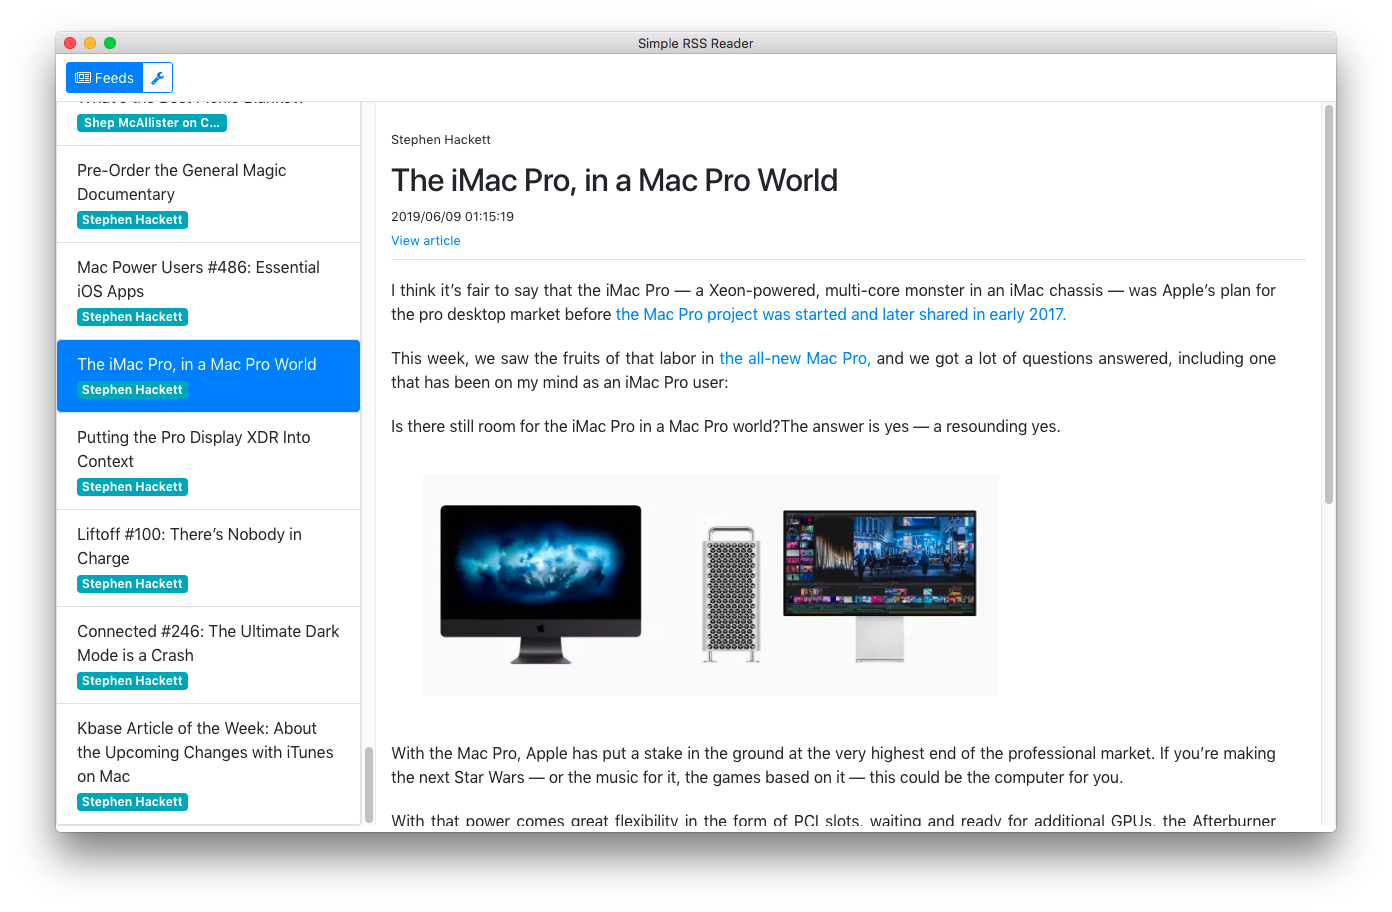 Simple RSS Reader
Feeds
What's the Best Picnic Blanket?
Shep McAllister on C...
Pre-Order the General Magic
Documentary
Stephen Hackett
Mac Power Users #486: Essential
iOS Apps
Stephen Hackett
The iMac Pro, in a Mac Pro World
Stephen Hackett
Putting the Pro Display XDR Into
Context
Stephen Hackett
Liftoff #100: There’s Nobody in
Charge
Stephen Hackett
Connected #246: The Ultimate Dark
Mode is a Crash
Stephen Hackett
Kbase Article of the Week: About
the Upcoming Changes with iTunes
on Mac
Stephen Hackett
Stephen Hackett
The iMac Pro, in a Mac Pro World
2019/06/09 01:15:19
View article
I think it’s fair to say that the iMac Pro — a Xeon-powered, multi-core monster in an iMac chassis — was Apple’s plan for
the pro desktop market before the Mac Pro project was started and later shared in early 2017.
This week, we saw the fruits of that labor in the all-new Mac Pro, and we got a lot of questions answered, including one
that has been on my mind as an iMac Pro user:
Is there still room for the iMac Pro in a Mac Pro world?The answer is yes — a resounding yes.
With the Mac Pro, Apple has put a stake in the ground at the very highest end of the professional market. If you’re making
the next Star Wars — or the music for it, the games based on it — this could be the computer for you.
With that power comes great flexibility in the form of PCI slots, waiting and ready for additional GPUs, the Afterburner